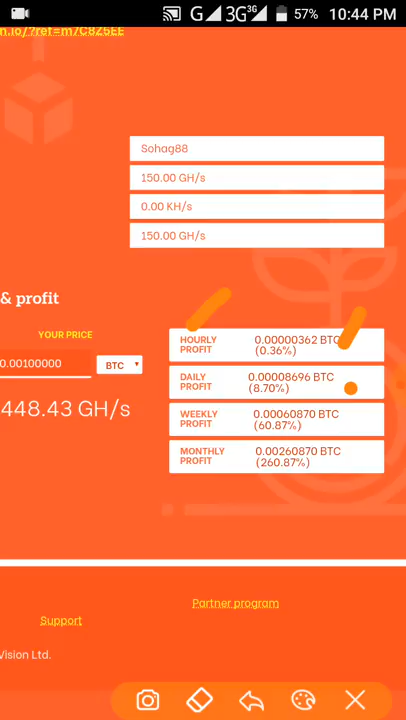 G 3G 3G 57% 10:44 PM
n.io/?ref=m7C8Z5EE
Sohag88
150.00 GH/s
0.00 KH/s
150.00 GH/s
& profit
YOUR PRICE
0.00100000 BTC
448.43 GH/s
HOURLY PROFIT 0.00000362 BTC
(0.36%)
DAILY PROFIT 0.00008696 BTC
(8.70%)
WEEKLY PROFIT 0.00060870 BTC
(60.87%)
MONTHLY PROFIT 0.00260870 BTC
(260.87%)
Partner program
Support
Vision Ltd.